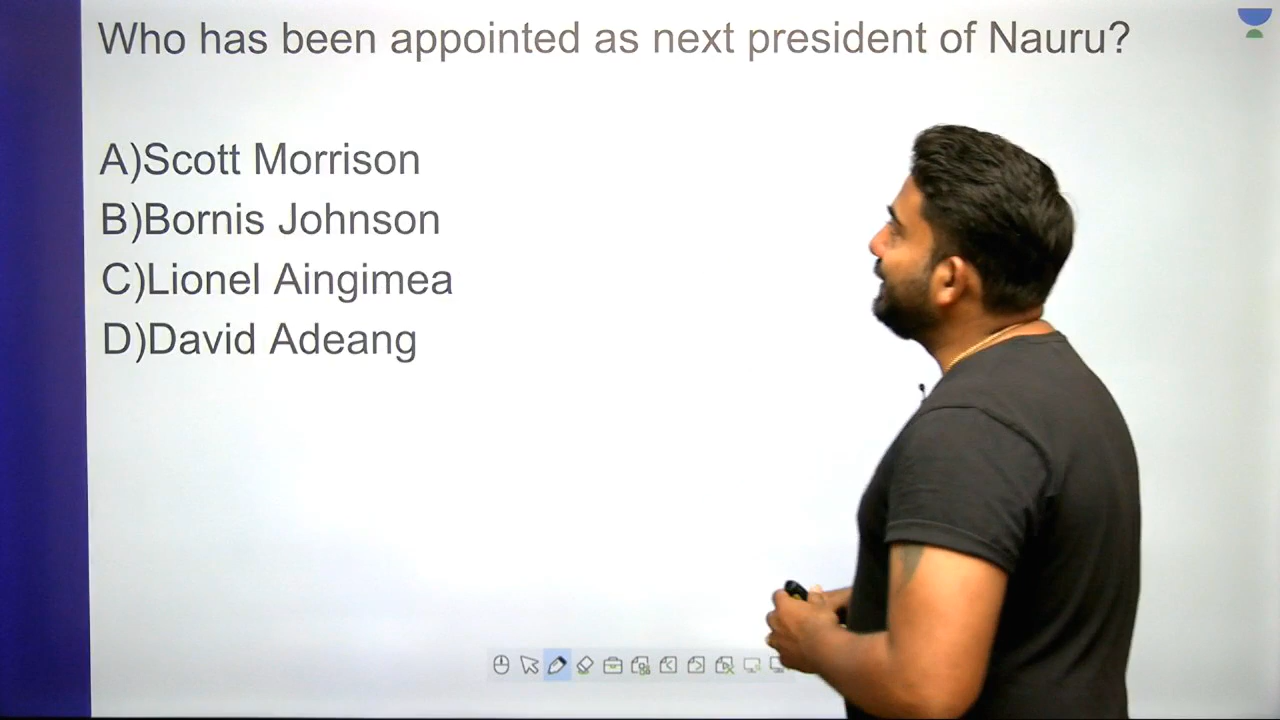 Who has been appointed as next president of Nauru?
A)Scott Morrison
B)Bornis Johnson
C)Lionel Aingimea
D)David Adeang